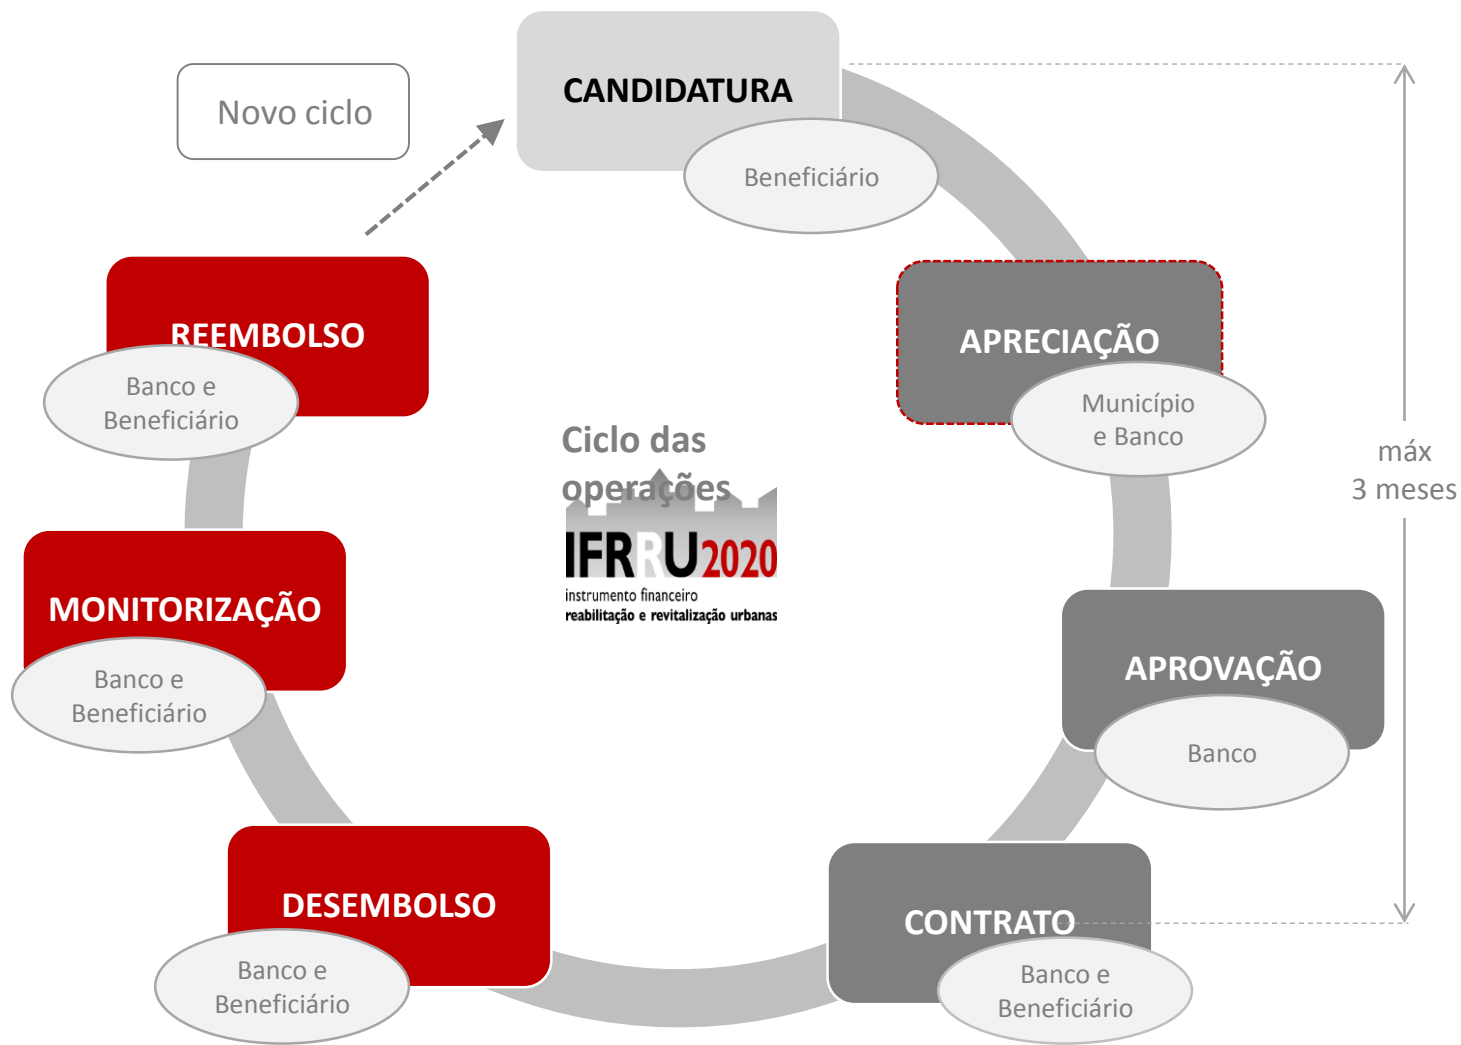 Novo ciclo
CANDIDATURA
Beneficiário
APRECIAÇÃO
Município
e Banco
máx
3 meses
APROVAÇÃO
Banco
CONTRATO
Banco e
Beneficiário
DESEMBOLSO
Banco e
Beneficiário
MONITORIZAÇÃO
Banco e
Beneficiário
REEMBOLSO
Banco e
Beneficiário
Ciclo das
operações
IFRRU2020
instrumento financeiro
reabilitação e revitalização urbanas